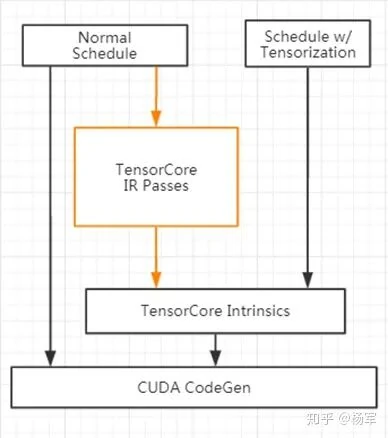 Normal
Schedule
Schedule w/
Tensorization
TensorCore
IR Passes
TensorCore Intrinsics
CUDA CodeGen
知乎 @杨军